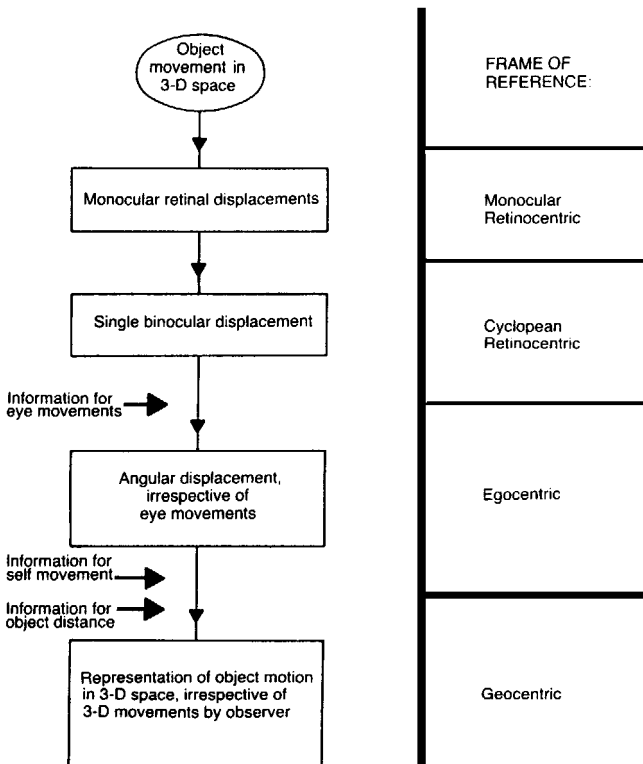 Object
movement in
3-D space
FRAME OF
REFERENCE:
Monocular retinal displacements
Monocular
Retinocentric
Single binocular displacement
Cyclopean
Retinocentric
Information for
eye movements
Angular displacement,
irrespective of
eye movements
Egocentric
Information for
self movement
Information for
object distance
Representation of object motion
in 3-D space, irrespective of
3-D movements by observer
Geocentric